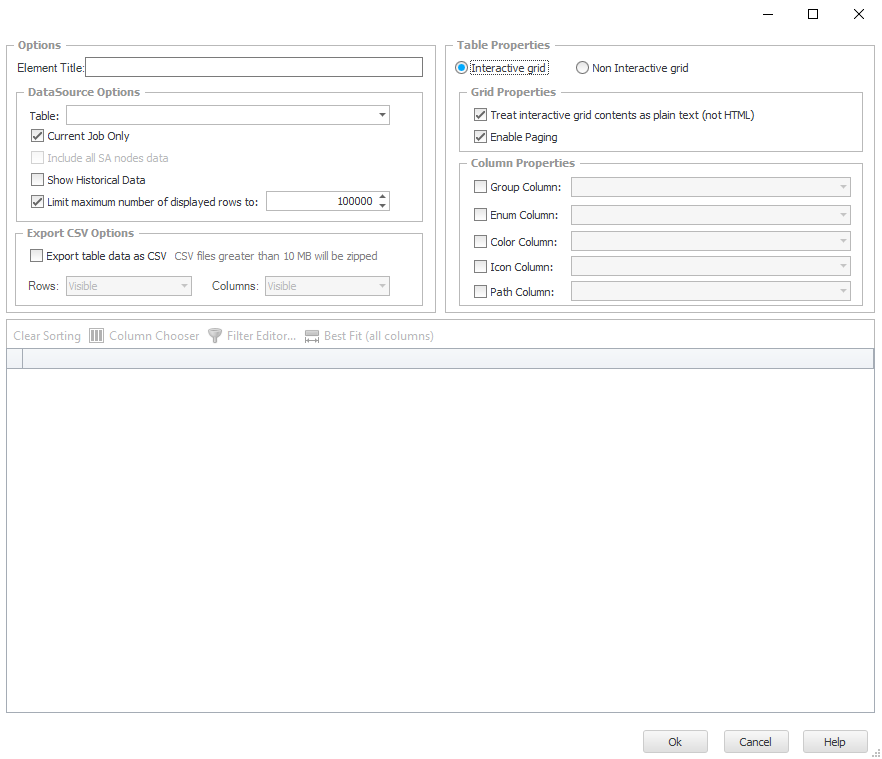 Options
Element Title:
DataSource Options
Table:
Current Job Only
Include all SA nodes data
Show Historical Data
Limit maximum number of displayed rows to: 100000
Export CSV Options
Export table data as CSV CSV files greater than 10 MB will be zipped
Rows: Visible Columns: Visible
Table Properties
Interactive grid Non Interactive grid
Grid Properties
Treat interactive grid contents as plain text (not HTML)
Enable Paging
Column Properties
Group Column:
Enum Column:
Color Column:
Icon Column:
Path Column:
Clear Sorting Column Chooser Filter Editor... Best Fit (all columns)
Ok Cancel Help